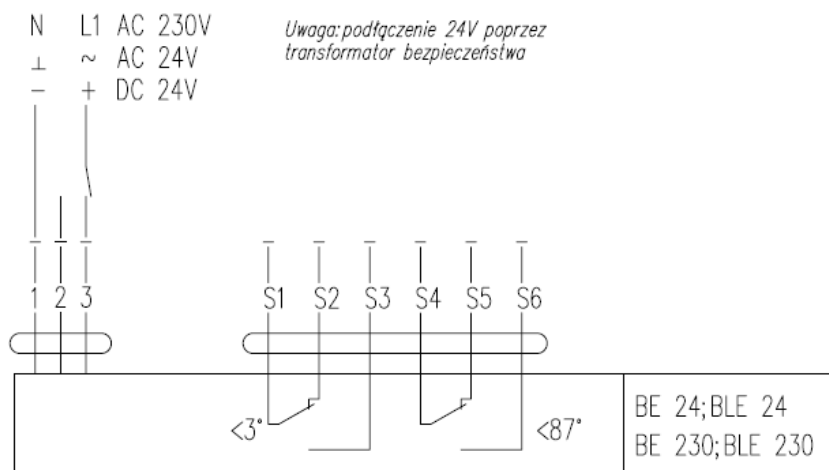 N L1 AC 230V
⊥ ~ AC 24V
− + DC 24V
Uwaga:podłączenie 24V poprzez
transformator bezpieczeństwa
1 2 3 S1 S2 S3 S4 S5 S6
<3° <87°
BE 24;BLE 24
BE 230;BLE 230